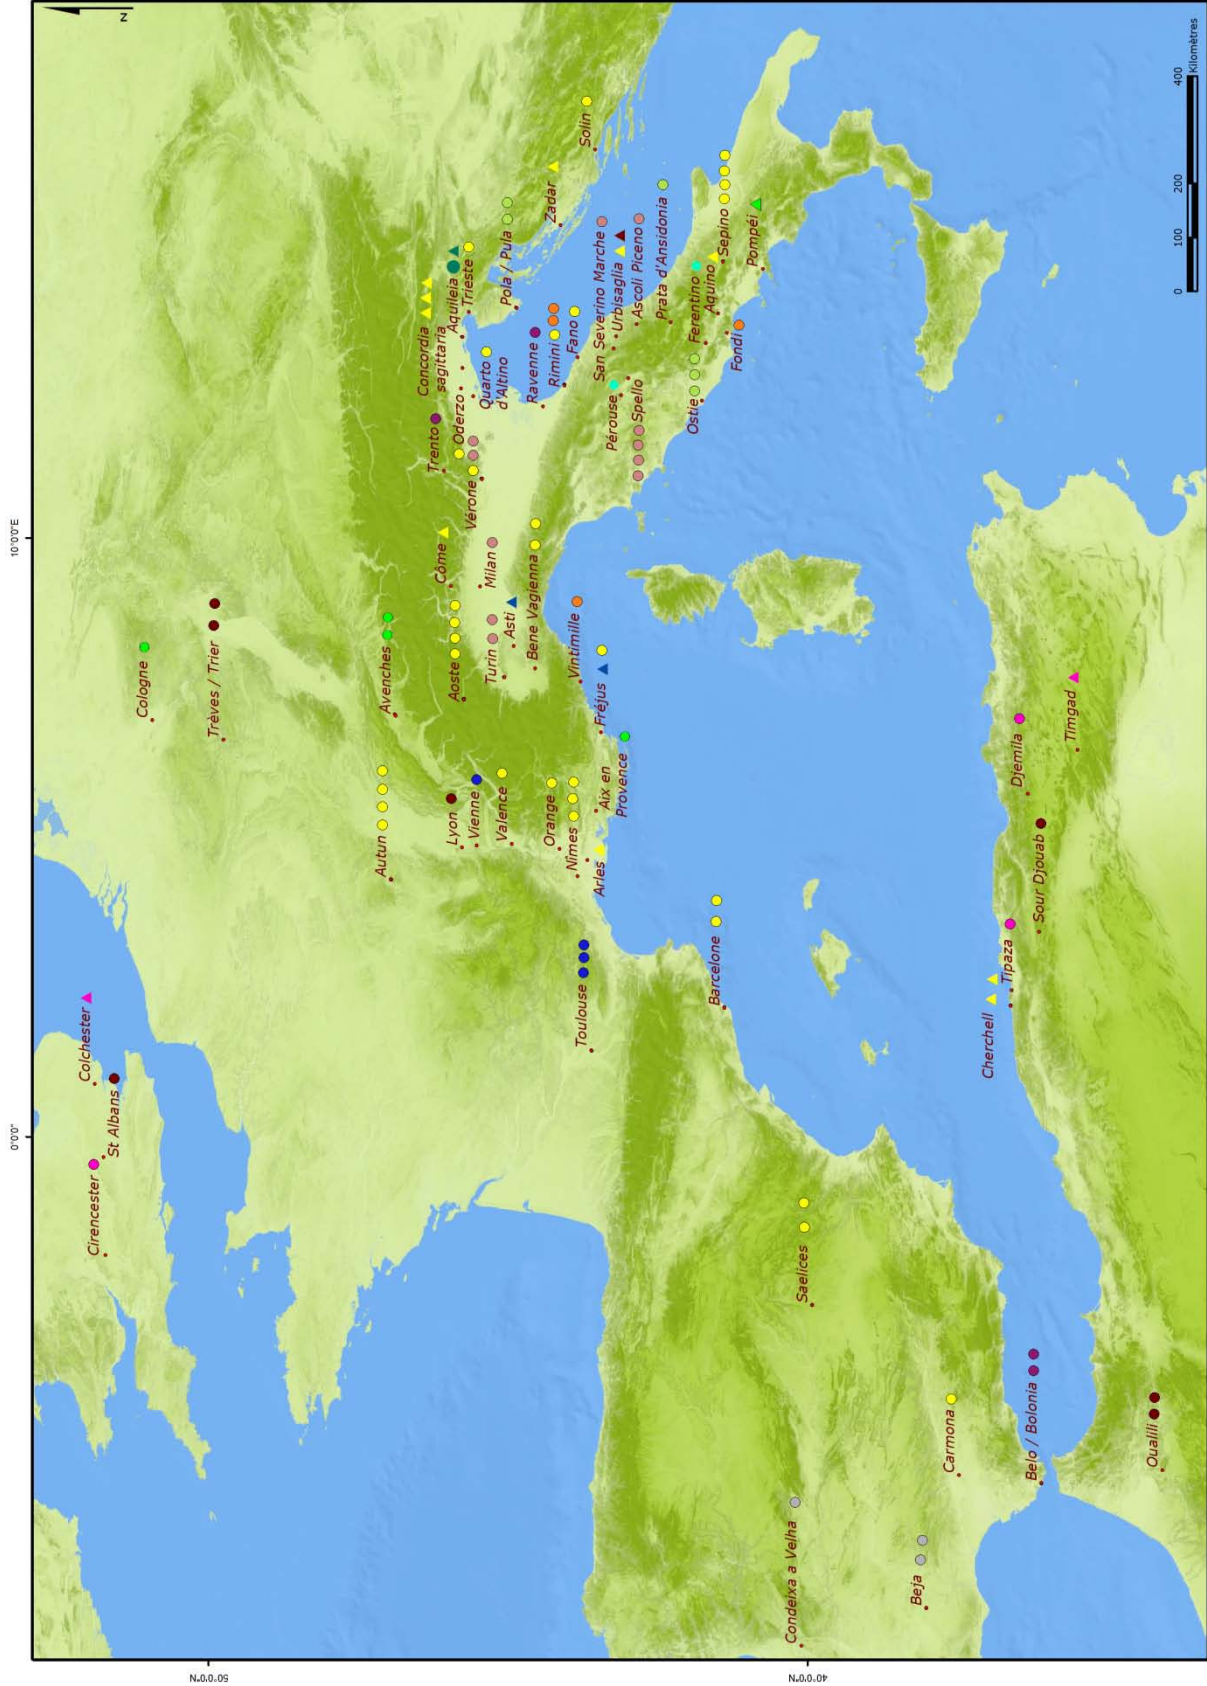 N
10°0'0"E
0°0'0"
50°0'0"N
40°0'0"N
Cologne
Trèves / Trier
Colchester
St Albans
Cirencester
Autun
Avenches
Aoste
Côme
Trento
Oderzo
Concordia
sagittaria
Aquileia
Trieste
Quarto
d'Altino
Pola / Pula
Zadar
Solin
Lyon
Vienne
Valence
Orange
Nîmes
Arles
Aix en
Provence
Fréjus
Vintimille
Turin
Asti
Bene Vagienna
Milan
Vérone
Ravenne
Rimini
Fano
San Severino Marche
Urbisaglia
Ascoli Piceno
Prata d'Ansidonia
Pérouse
Spello
Ostie
Ferentino
Aquino
Sepino
Fondi
Pompéi
Toulouse
Barcelone
Saelices
Condeixa a Velha
Beja
Carmona
Belo / Bolonia
Oualili
Cherchell
Tipaza
Sour Djouab
Djemila
Timgad
0
100
200
400
Kilomètres